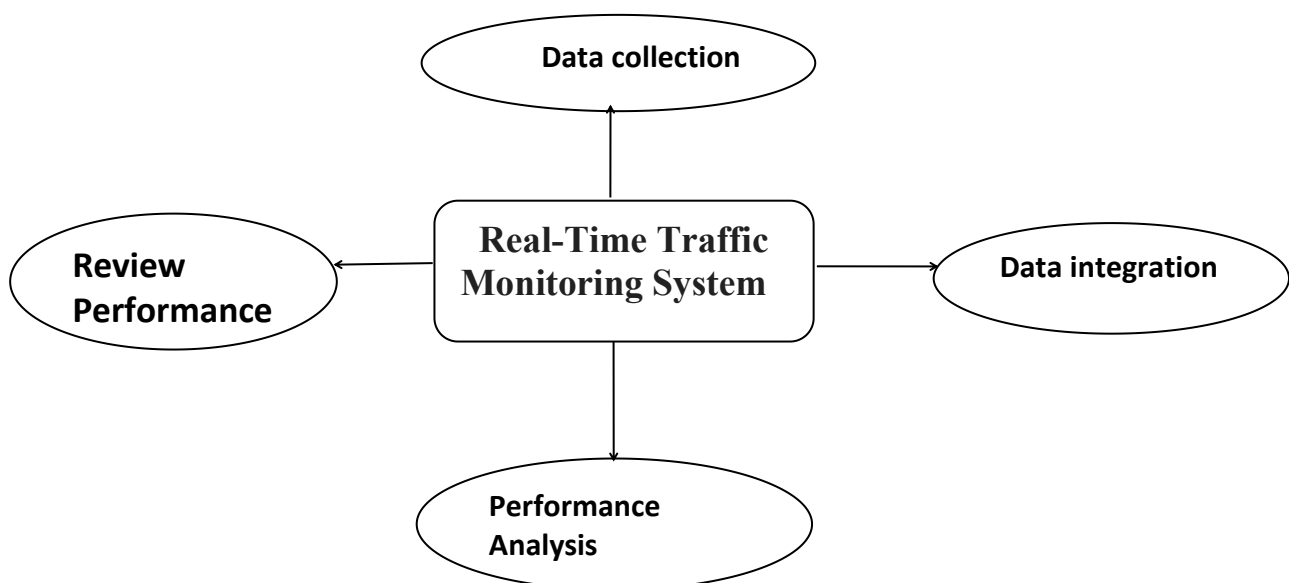 Data collection
Real-Time Traffic
Monitoring System
Review
Performance
Data integration
Performance
Analysis